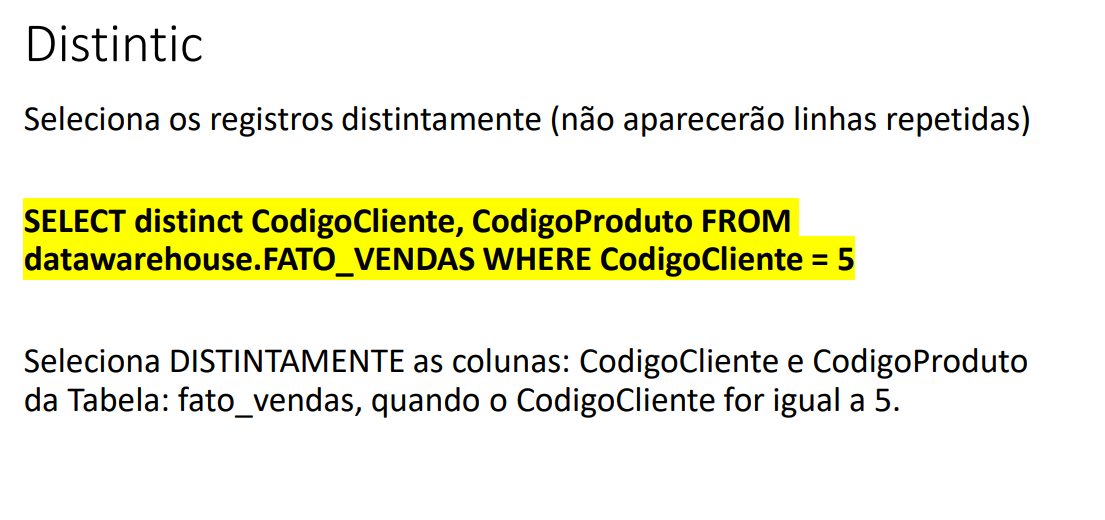 Distintic
Seleciona os registros distintamente (não aparecerão linhas repetidas)
SELECT distinct CodigoCliente, CodigoProduto FROM
datawarehouse.FATO_VENDAS WHERE CodigoCliente = 5
Seleciona DISTINTAMENTE as colunas: CodigoCliente e CodigoProduto
da Tabela: fato_vendas, quando o CodigoCliente for igual a 5.